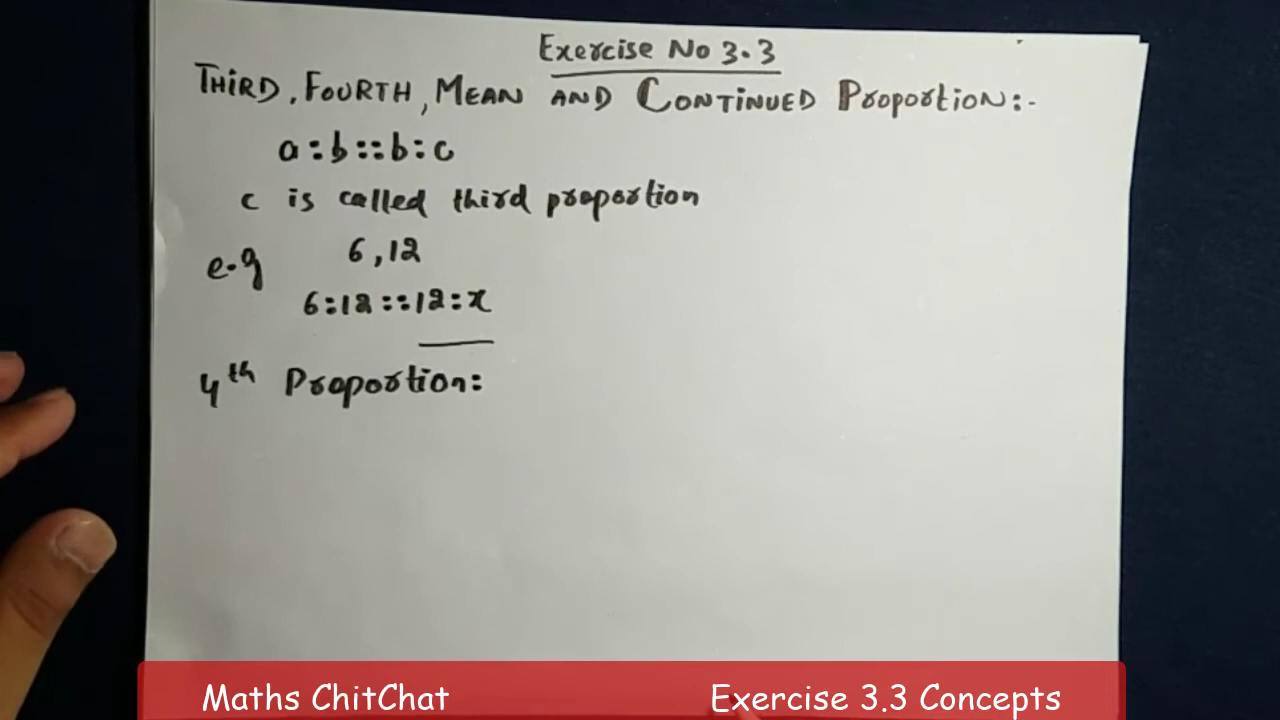 Exercise No 3.3
THIRD, FOURTH, MEAN AND CONTINUED Proportion:-
a:b::b:c
c is called third proportion
e.g 6,12
6:12::12:x
4th Proportion:
Maths ChitChat Exercise 3.3 Concepts